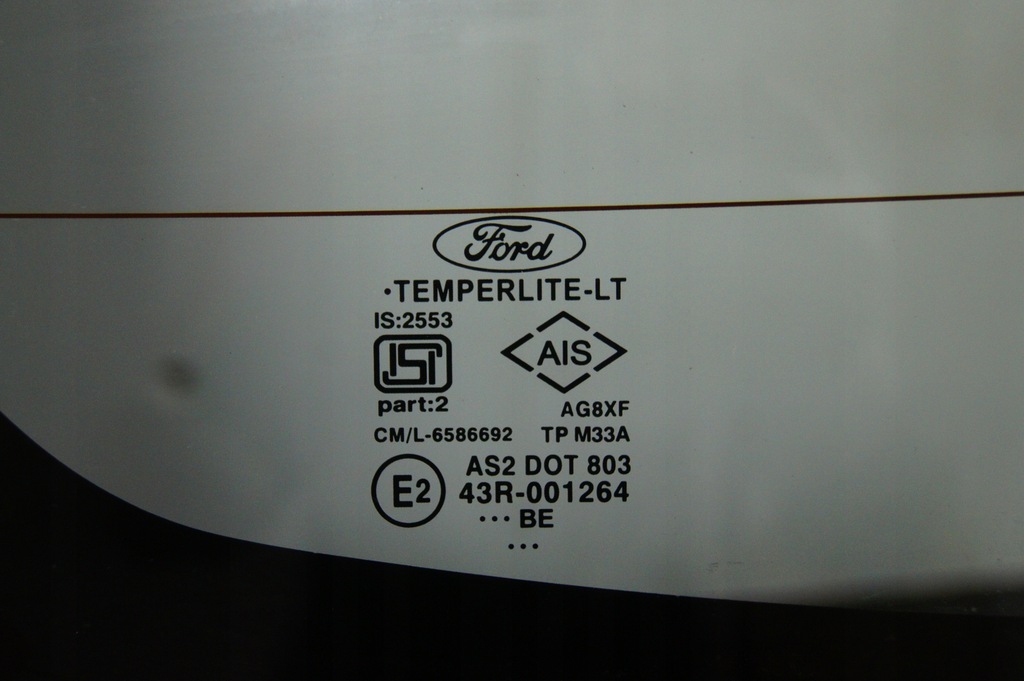 Ford
·TEMPERLITE-LT
IS:2553
ISI
AIS
part:2
AG8XF
CM/L-6586692 TP M33A
E2
AS2 DOT 803
43R-001264
··· BE
···